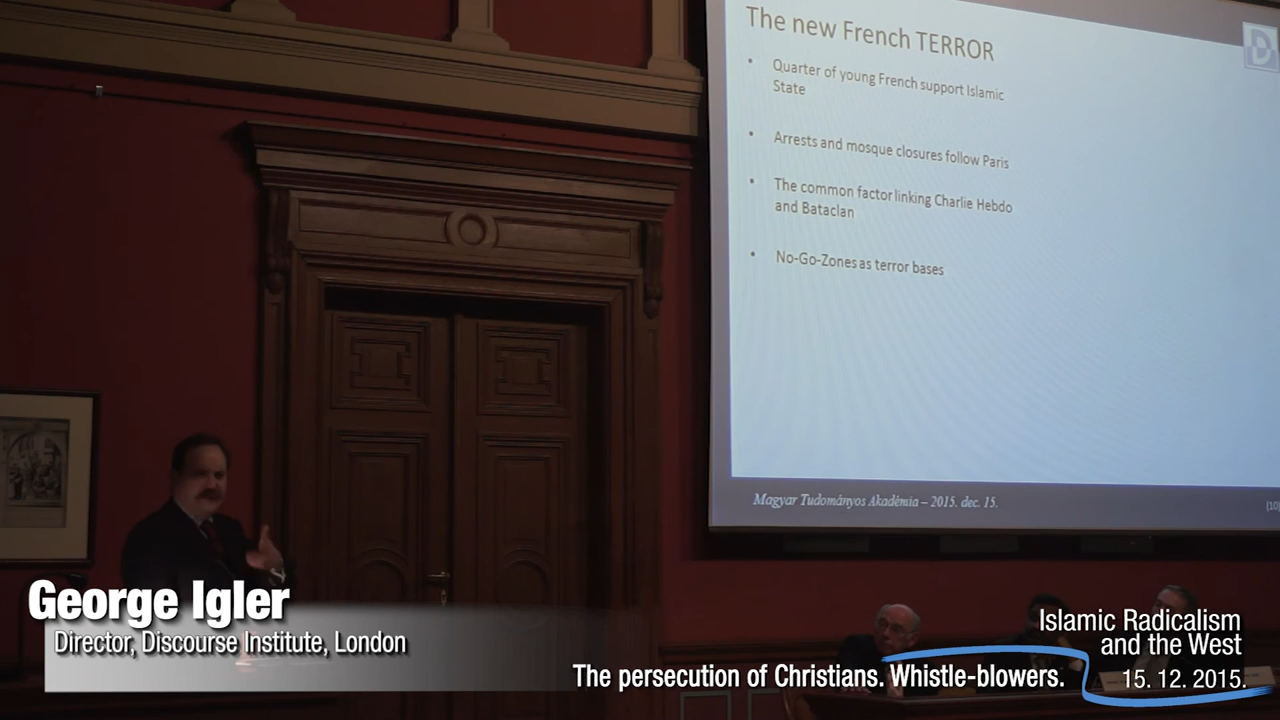 The new French TERROR
• Quarter of young French support Islamic
State
• Arrests and mosque closures follow Paris
• The common factor linking Charlie Hebdo
and Bataclan
• No-Go-Zones as terror bases
D
Magyar Tudományos Akadémia – 2015. dec. 15.
(10)
George Igler
Director, Discourse Institute, London
Islamic Radicalism
and the West
15. 12. 2015.
The persecution of Christians. Whistle-blowers.